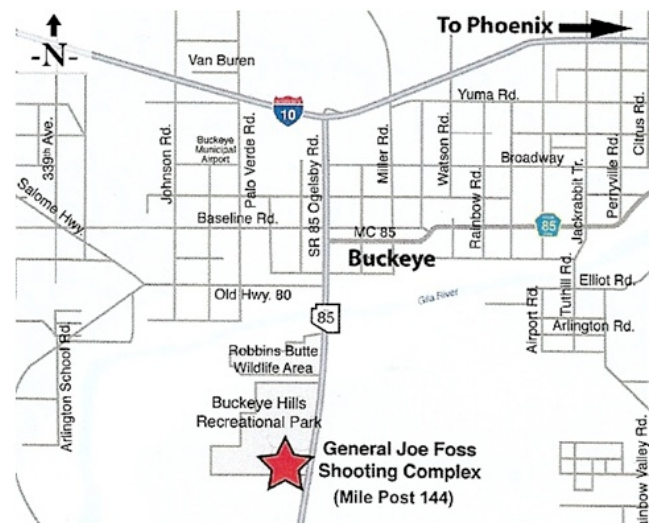 To Phoenix
-N-
Van Buren
10
Yuma Rd.
Citrus Rd.
339th Ave.
Johnson Rd.
Buckeye
Municipal
Airport
Palo Verde Rd.
SR 85 Ogelsby Rd.
Miller Rd.
Watson Rd.
Broadway
Jackrabbit Tr.
Perryville Rd.
Salome Hwy.
Baseline Rd.
MC 85
Rainbow Rd.
85
Buckeye
Old Hwy. 80
Gila River
Airport Rd.
Tuthill Rd.
Elliot Rd.
Arlington Rd.
85
Arlington School Rd.
Robbins Butte
Wildlife Area
Buckeye Hills
Recreational Park
General Joe Foss
Shooting Complex
(Mile Post 144)
Rainbow Valley Rd.